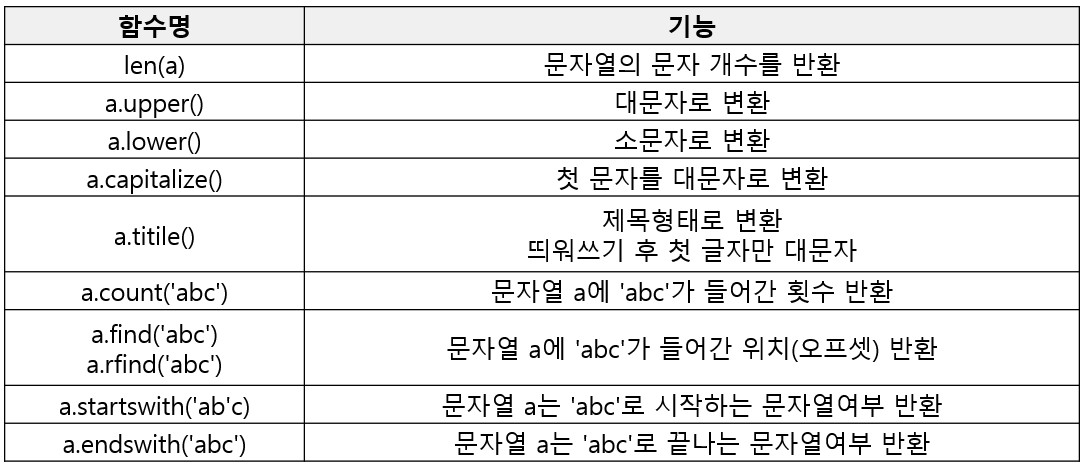 함수명 기능
len(a) 문자열의 문자 개수를 반환
a.upper() 대문자로 변환
a.lower() 소문자로 변환
a.capitalize() 첫 문자를 대문자로 변환
a.titile() 제목형태로 변환
띄워쓰기 후 첫 글자만 대문자
a.count('abc') 문자열 a에 'abc'가 들어간 횟수 반환
a.find('abc')
a.rfind('abc') 문자열 a에 'abc'가 들어간 위치(오프셋) 반환
a.startswith('ab'c) 문자열 a는 'abc'로 시작하는 문자열여부 반환
a.endswith('abc') 문자열 a는 'abc'로 끝나는 문자열여부 반환